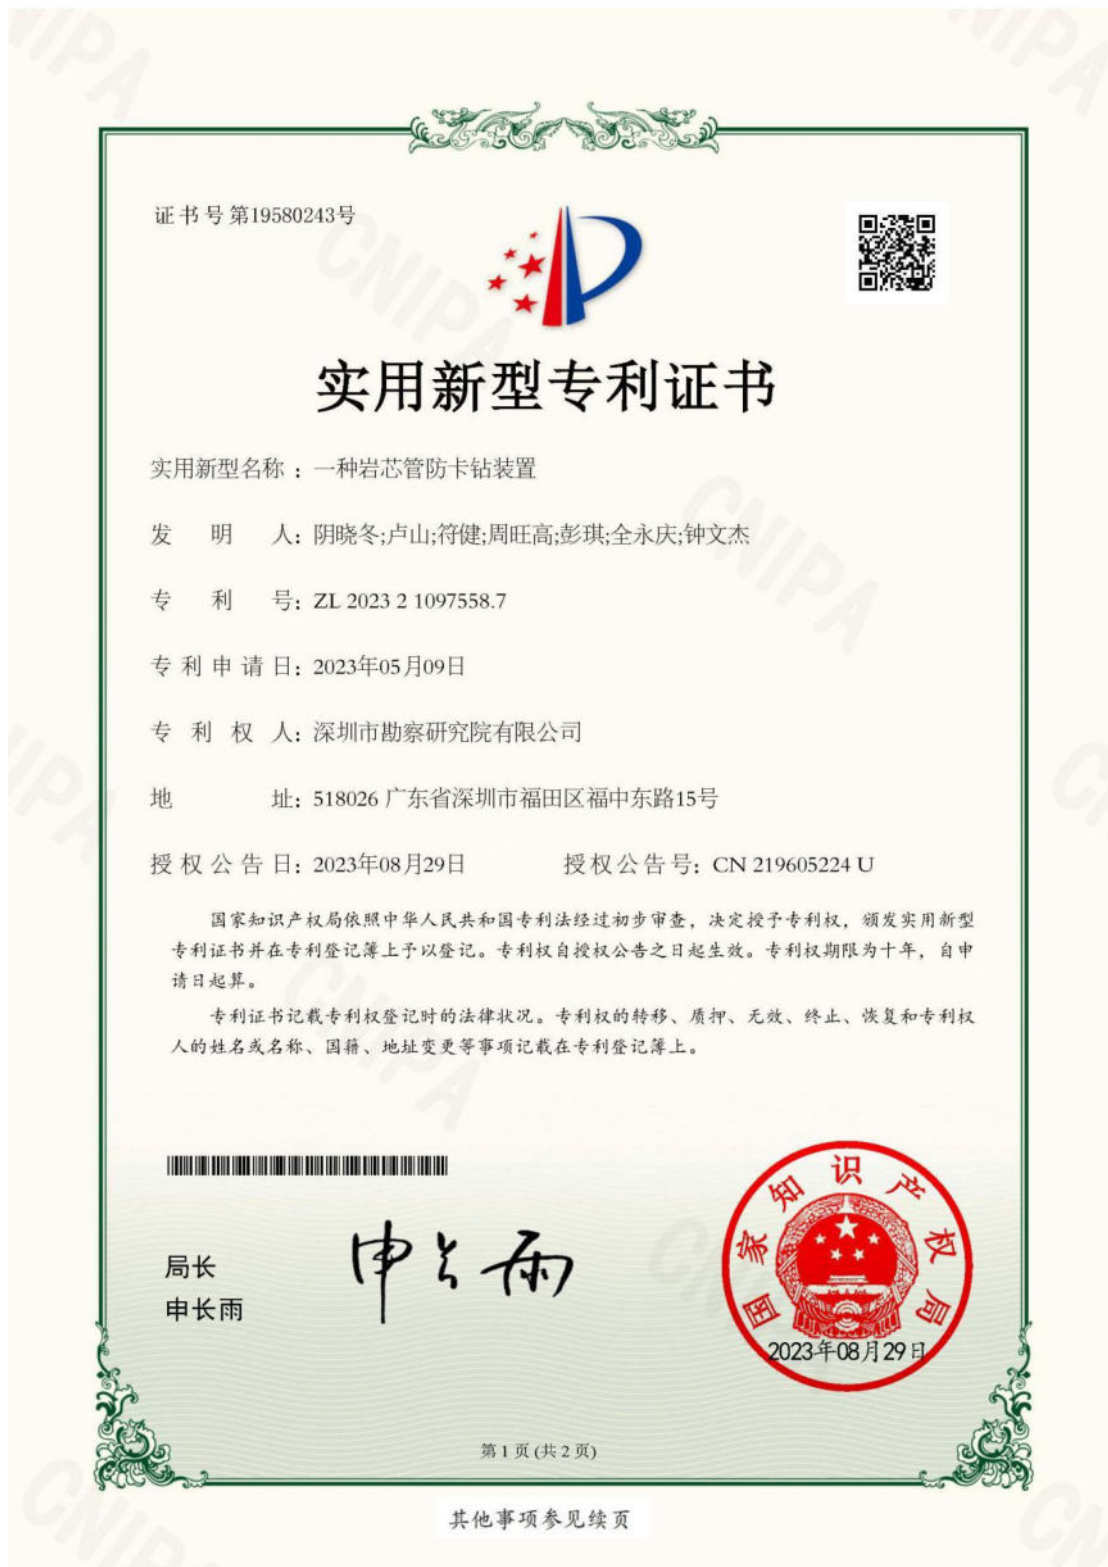 证书号第19580243号
实用新型专利证书
实用新型名称：一种岩芯管防卡钻装置
发明人：阴晓冬;卢山;符健;周旺高;彭琪;全永庆;钟文杰
专利号：ZL 2023 2 1097558.7
专利申请日：2023年05月09日
专利权人：深圳市勘察研究院有限公司
地址：518026 广东省深圳市福田区福中东路15号
授权公告日：2023年08月29日 授权公告号：CN 219605224 U
国家知识产权局依照中华人民共和国专利法经过初步审查，决定授予专利权，颁发实用新型
专利证书并在专利登记簿上予以登记。专利权自授权公告之日起生效。专利权期限为十年，自申
请日起算。
专利证书记载专利权登记时的法律状况。专利权的转移、质押、无效、终止、恢复和专利权
人的姓名或名称、国籍、地址变更等事项记载在专利登记簿上。
局长
申长雨
申长雨
国家知识产权局
2023年08月29日
第1页(共2页)
其他事项参见续页
CNIPA